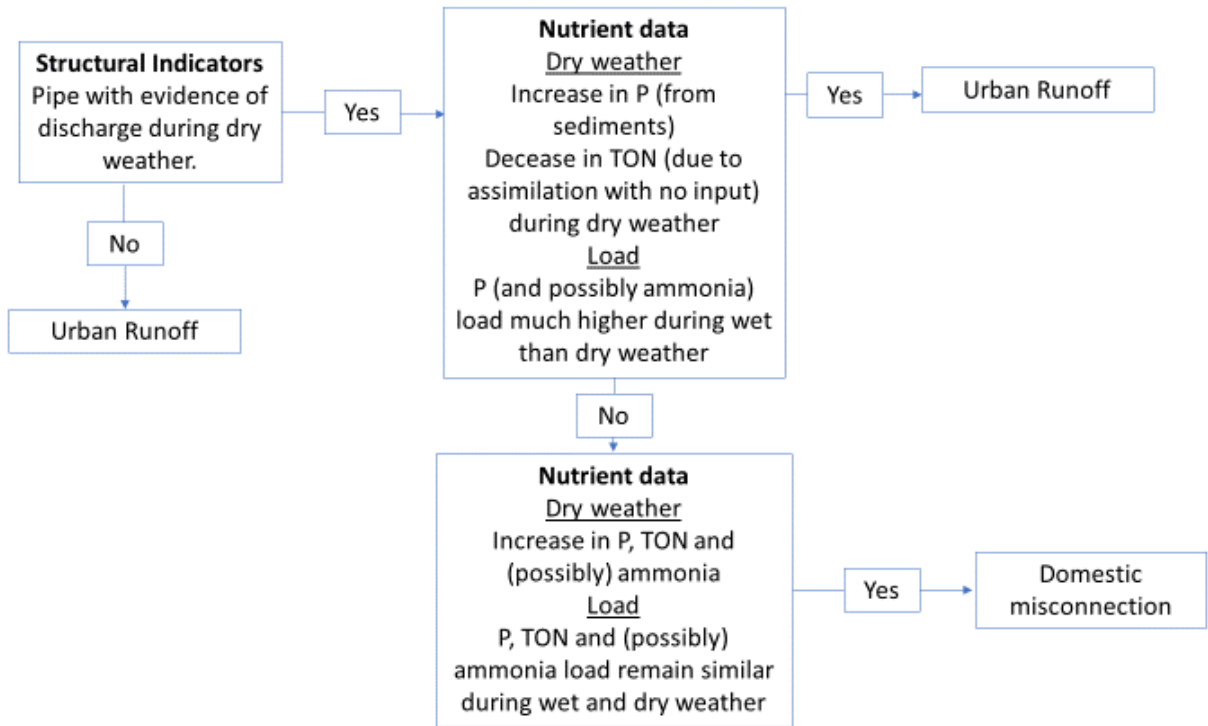 Structural Indicators
Pipe with evidence of
discharge during dry
weather.
Yes
No
Urban Runoff
Nutrient data
Dry weather
Increase in P (from
sediments)
Decease in TON (due to
assimilation with no input)
during dry weather
Load
P (and possibly ammonia)
load much higher during wet
than dry weather
Yes
Urban Runoff
No
Nutrient data
Dry weather
Increase in P, TON and
(possibly) ammonia
Load
P, TON and (possibly)
ammonia load remain similar
during wet and dry weather
Yes
Domestic
misconnection